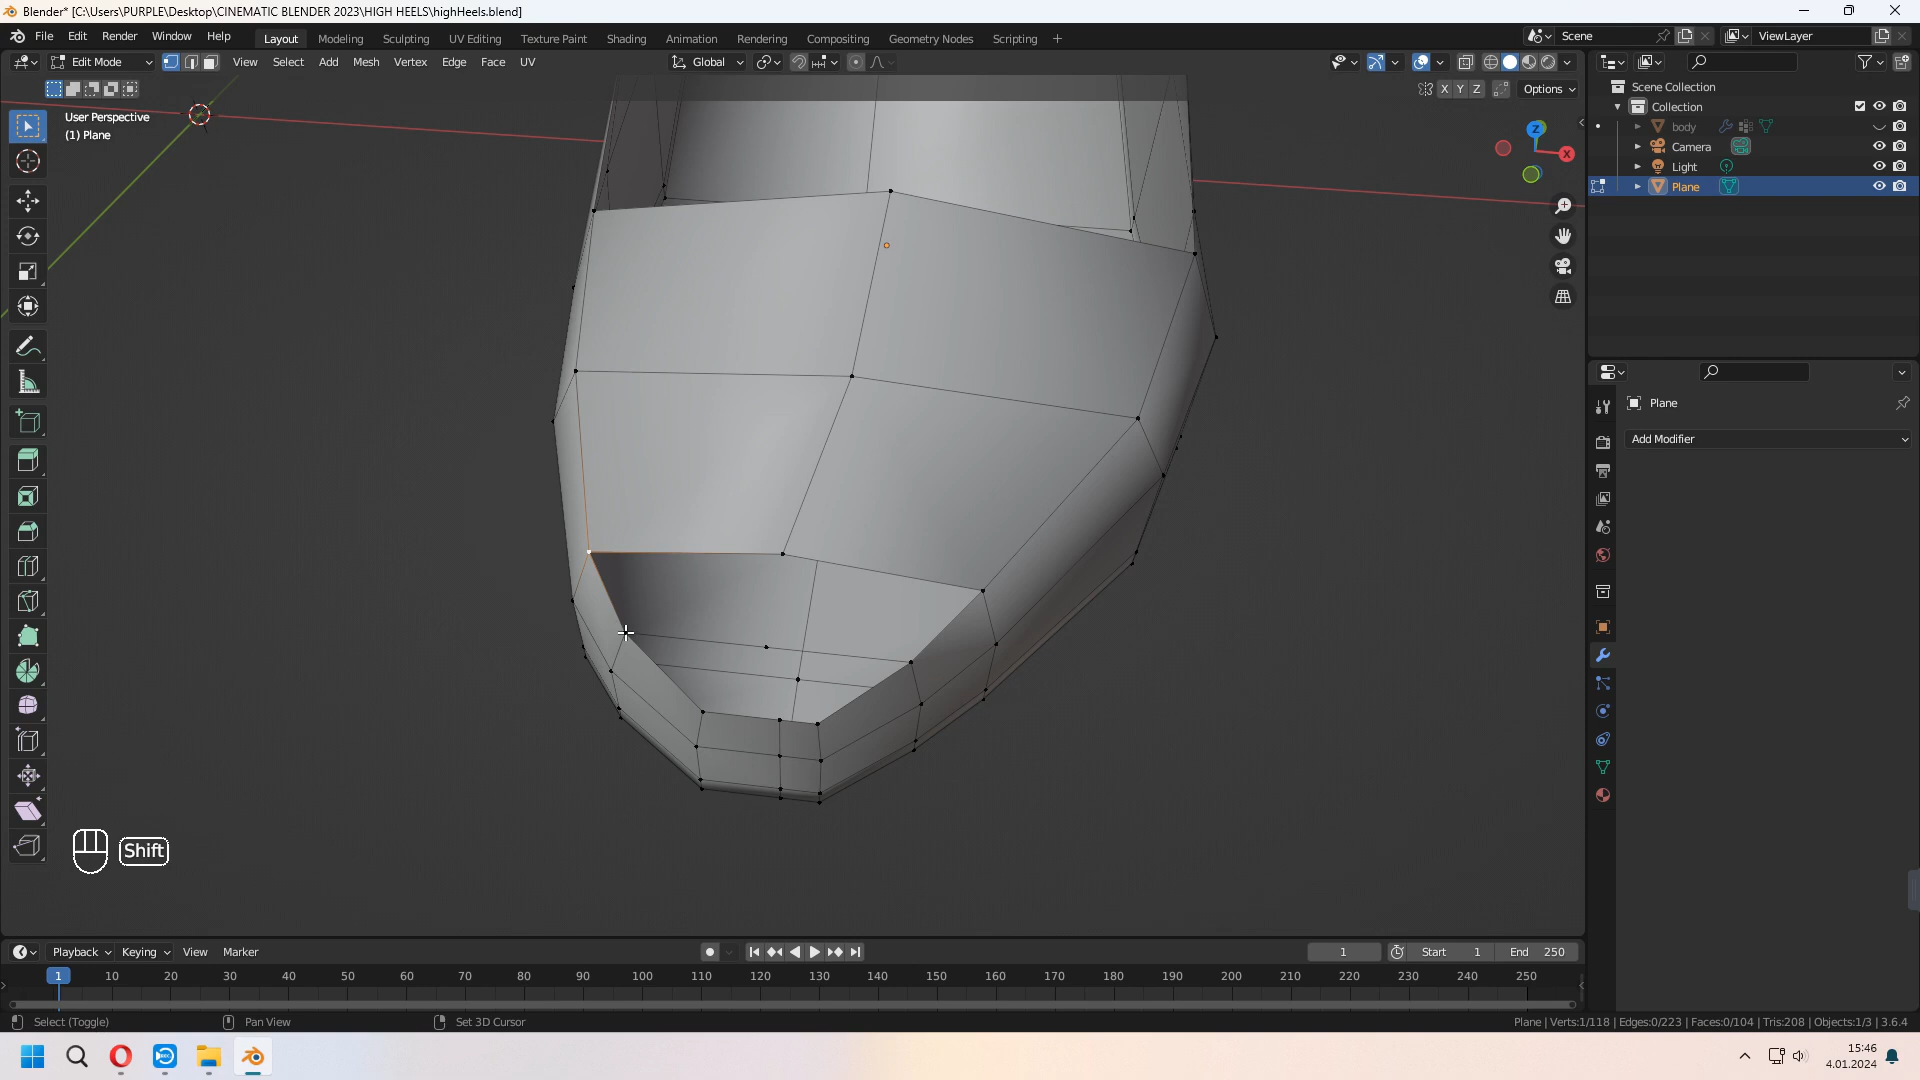 Blender* [C:\Users\PURPLE\Desktop\CINEMATIC BLENDER 2023\HIGH HEELS\highHeels.blend]
File Edit Render Window Help Layout Modeling Sculpting UV Editing Texture Paint Shading Animation Rendering Compositing Geometry Nodes Scripting + Scene ViewLayer
Edit Mode View Select Add Mesh Vertex Edge Face UV Global
X Y Z Options
Scene Collection
Collection
User Perspective
(1) Plane
body
Camera
Light
Plane
Z
X
Plane
Add Modifier
Shift
Playback Keying View Marker 1 Start 1 End 250
1 10 20 30 40 50 60 70 80 90 100 110 120 130 140 150 160 170 180 190 200 210 220 230 240 250
Select (Toggle) Pan View Set 3D Cursor Plane | Verts:1/118 | Edges:0/223 | Faces:0/104 | Tris:208 | Objects:1/3 | 3.6.4
REC
15:46
4.01.2024